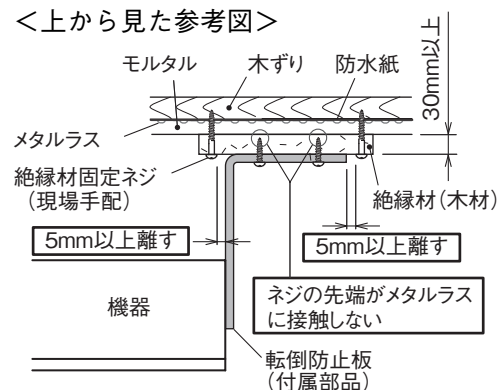 ＜上から見た参考図＞
モルタル
木ずり
防水紙
30mm以上
メタルラス
絶縁材固定ネジ
（現場手配）
絶縁材（木材）
5mm以上離す
5mm以上離す
機器
ネジの先端がメタルラス
に接触しない
転倒防止板
（付属部品）